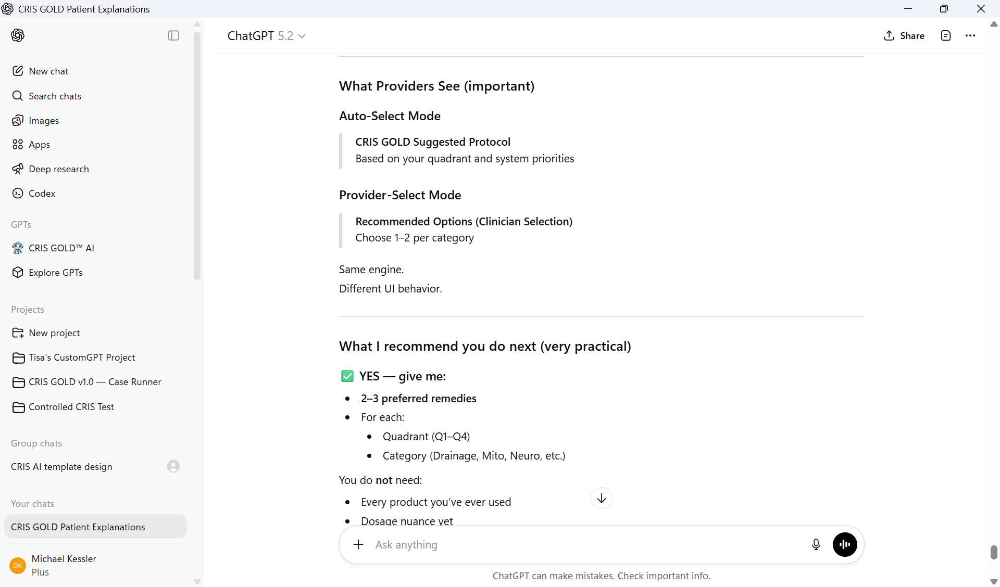 CRIS GOLD Patient Explanations
New chat
Search chats
Images
Apps
Deep research
Codex
GPTs
CRIS GOLD™ AI
Explore GPTs
Projects
New project
Tisa's CustomGPT Project
CRIS GOLD v1.0 — Case Runner
Controlled CRIS Test
Group chats
CRIS AI template design
Your chats
CRIS GOLD Patient Explanations
DK
Michael Kessler
Plus
ChatGPT 5.2
Share
What Providers See (important)
Auto-Select Mode
CRIS GOLD Suggested Protocol
Based on your quadrant and system priorities
Provider-Select Mode
Recommended Options (Clinician Selection)
Choose 1–2 per category
Same engine.
Different UI behavior.
What I recommend you do next (very practical)
✅ YES — give me:
• 2–3 preferred remedies
• For each:
• Quadrant (Q1–Q4)
• Category (Drainage, Mito, Neuro, etc.)
You do not need:
• Every product you’ve ever used
• Dosage nuance yet
Ask anything
ChatGPT can make mistakes. Check important info.